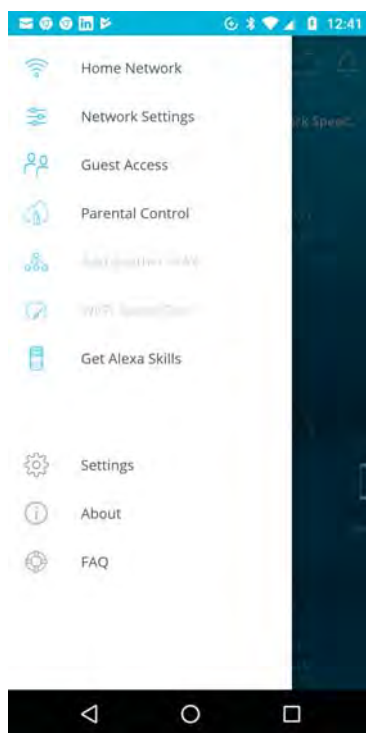 12:41
Home Network
Network Settings
Guest Access
Parental Control
Get Alexa Skills
Settings
About
FAQ